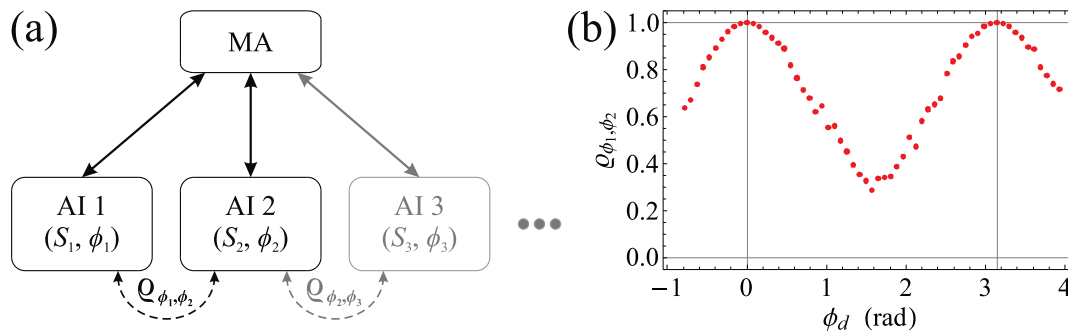 (a)
MA
AI 1
(S₁, ϕ₁)
AI 2
(S₂, ϕ₂)
AI 3
(S₃, ϕ₃)
ϱϕ₁,ϕ₂
ϱϕ₂,ϕ₃
(b)
1.0
0.8
0.6
0.4
0.2
0.0
ϱϕ₁,ϕ₂
−1 0 1 2 3 4
ϕd (rad)